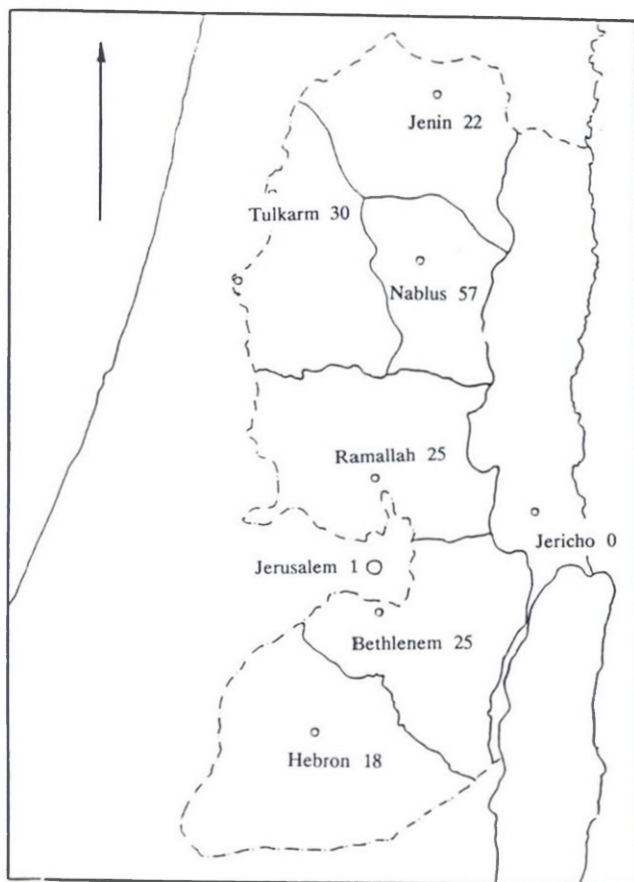 Jenin 22
Tulkarm 30
Nablus 57
Ramallah 25
Jericho 0
Jerusalem 1
Bethlenem 25
Hebron 18